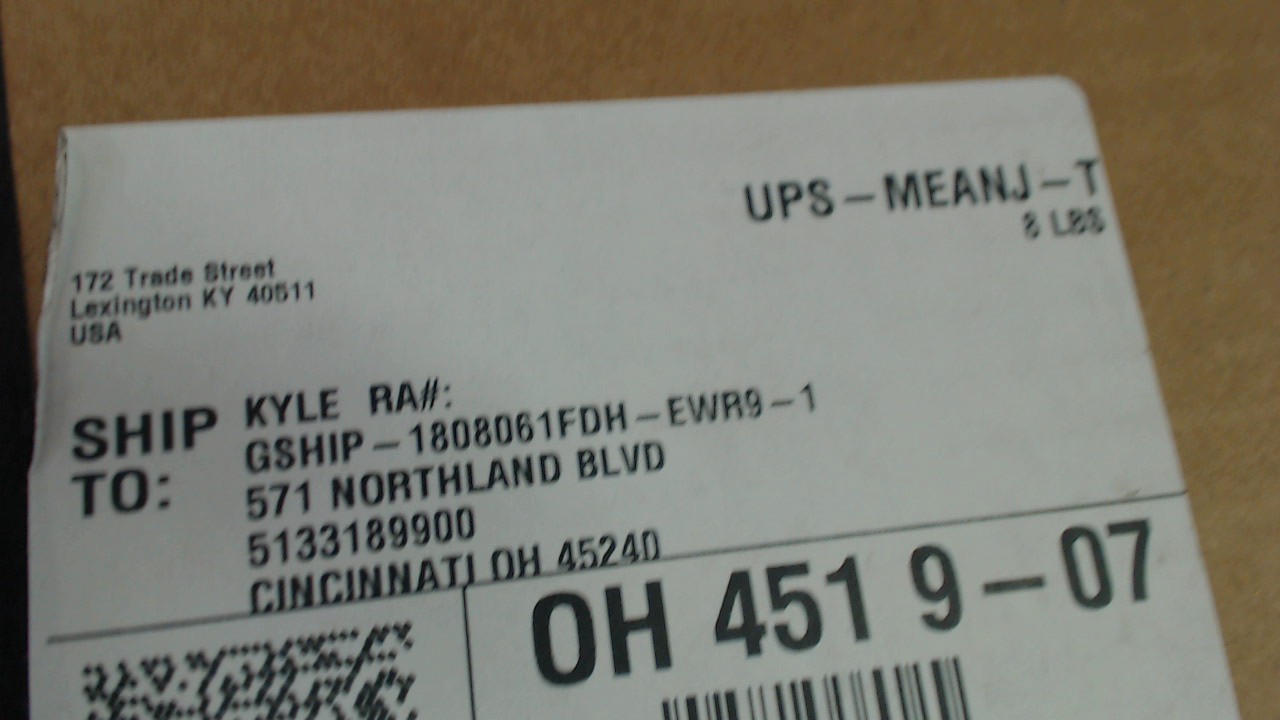 UPS-MEANJ-T
8 LBS
172 Trade Street
Lexington KY 40511
USA
SHIP TO:
KYLE RA#:
GSHIP-1808061FDH-EWR9-1
571 NORTHLAND BLVD
5133189900
CINCINNATI OH 45240
OH 451 9-07